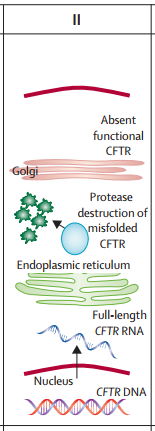 II
Absent
functional
CFTR
Golgi
Protease
destruction of
misfolded
CFTR
Endoplasmic reticulum
Full-length
CFTR RNA
Nucleus
CFTR DNA